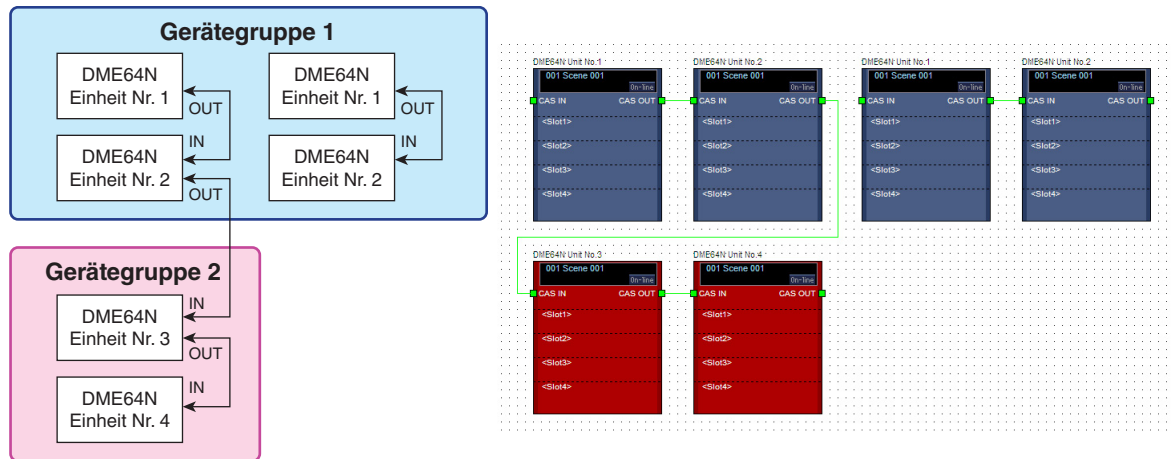 Gerätegruppe 1
DME64N
Einheit Nr. 1
OUT
IN
DME64N
Einheit Nr. 2
OUT
DME64N
Einheit Nr. 1
OUT
IN
DME64N
Einheit Nr. 2
Gerätegruppe 2
IN
DME64N
Einheit Nr. 3
OUT
IN
DME64N
Einheit Nr. 4
DME64N Unit No.1
001 Scene 001
On-line
CAS IN CAS OUT
<Slot1>
<Slot2>
<Slot3>
<Slot4>
DME64N Unit No.2
001 Scene 001
On-line
CAS IN CAS OUT
<Slot1>
<Slot2>
<Slot3>
<Slot4>
DME64N Unit No.1
001 Scene 001
On-line
CAS IN CAS OUT
<Slot1>
<Slot2>
<Slot3>
<Slot4>
DME64N Unit No.2
001 Scene 001
On-line
CAS IN CAS OUT
<Slot1>
<Slot2>
<Slot3>
<Slot4>
DME64N Unit No.3
001 Scene 001
On-line
CAS IN CAS OUT
<Slot1>
<Slot2>
<Slot3>
<Slot4>
DME64N Unit No.4
001 Scene 001
On-line
CAS IN CAS OUT
<Slot1>
<Slot2>
<Slot3>
<Slot4>